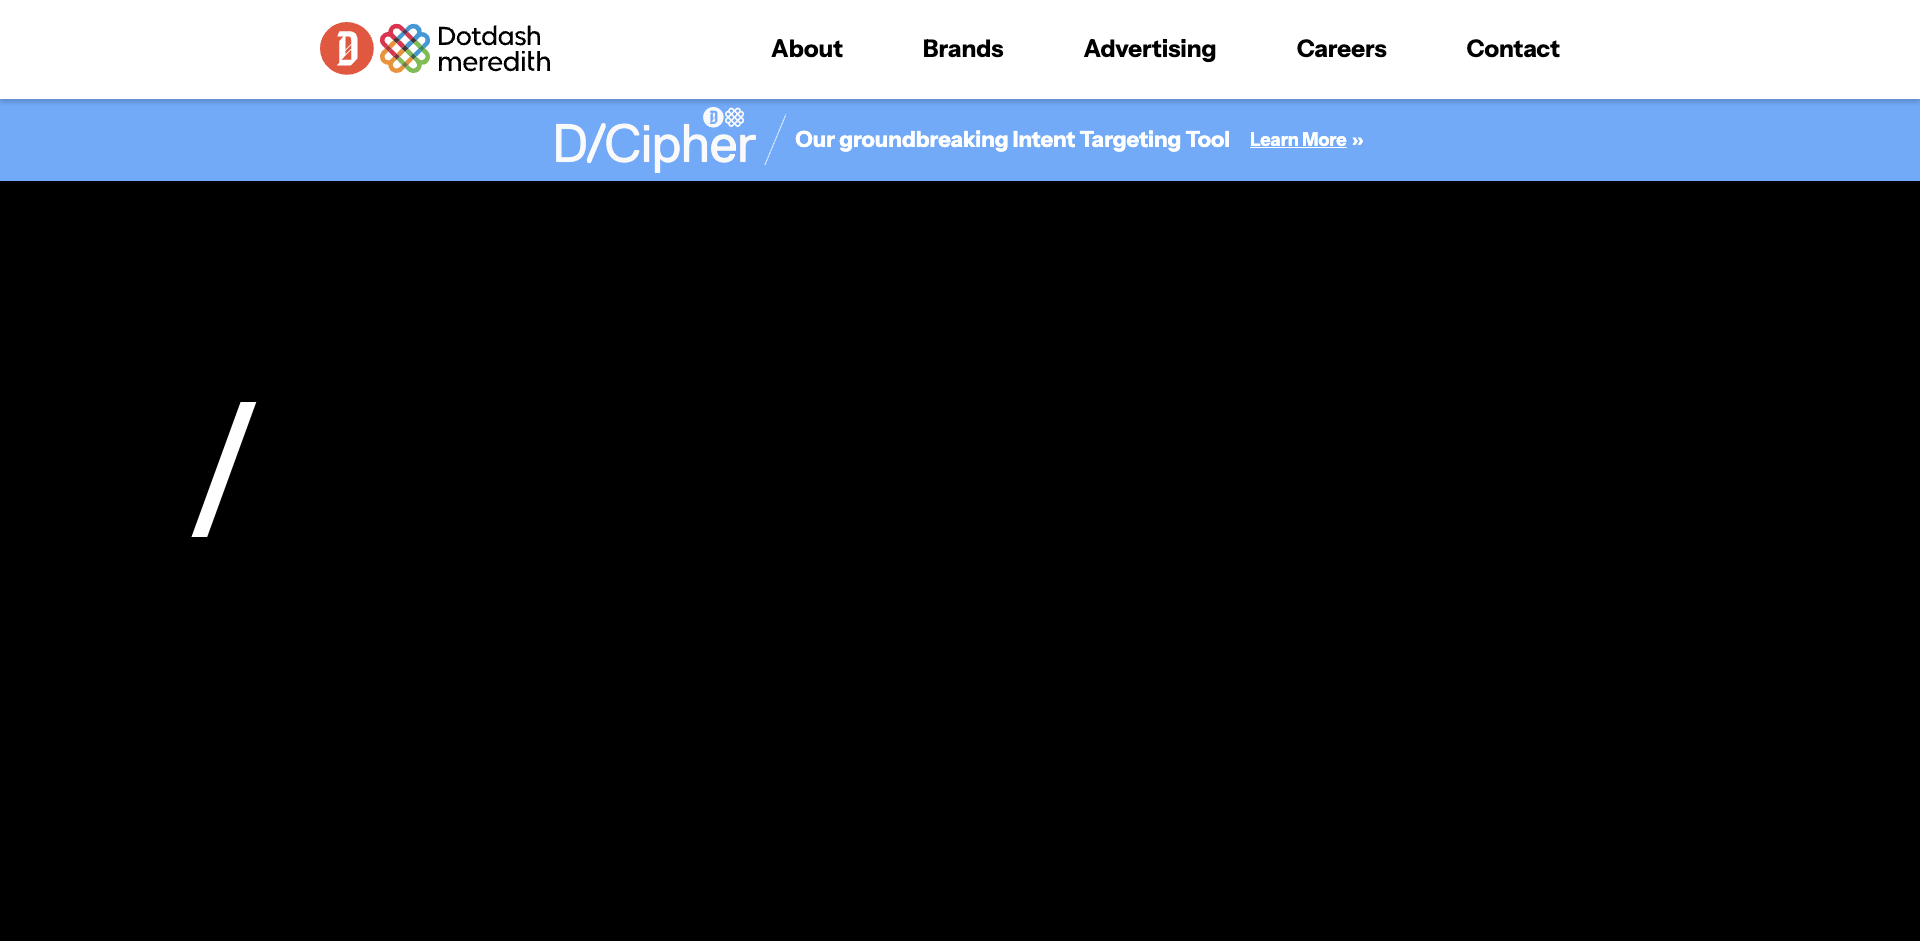 Dotdash
meredith
About Brands Advertising Careers Contact
D/Cipher / Our groundbreaking Intent Targeting Tool Learn More »
/